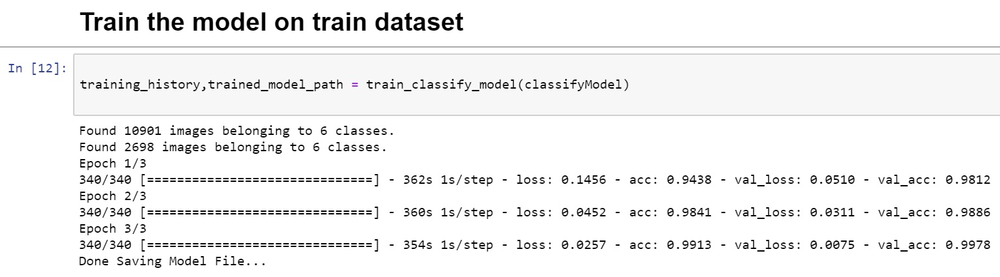 Train the model on train dataset
In [12]:
training_history,trained_model_path = train_classify_model(classifyModel)
Found 10901 images belonging to 6 classes.
Found 2698 images belonging to 6 classes.
Epoch 1/3
340/340 [==============================] - 362s 1s/step - loss: 0.1456 - acc: 0.9438 - val_loss: 0.0510 - val_acc: 0.9812
Epoch 2/3
340/340 [==============================] - 360s 1s/step - loss: 0.0452 - acc: 0.9841 - val_loss: 0.0311 - val_acc: 0.9886
Epoch 3/3
340/340 [==============================] - 354s 1s/step - loss: 0.0257 - acc: 0.9913 - val_loss: 0.0075 - val_acc: 0.9978
Done Saving Model File...